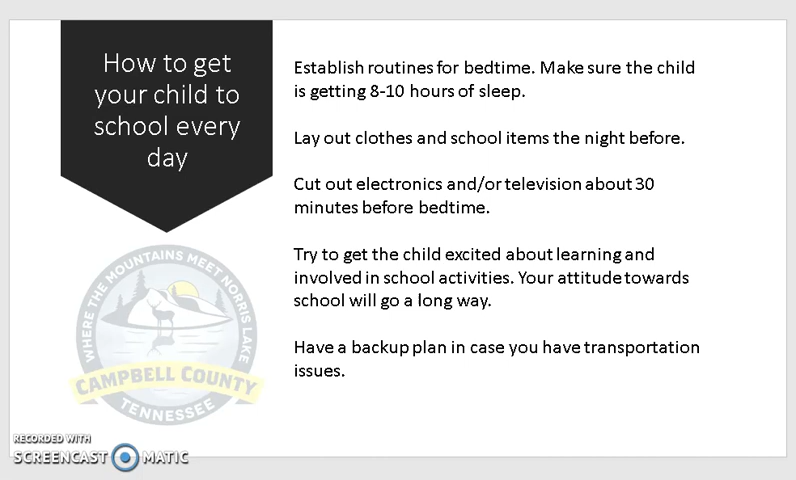 How to get
your child to
school every
day
Establish routines for bedtime. Make sure the child
is getting 8-10 hours of sleep.
Lay out clothes and school items the night before.
Cut out electronics and/or television about 30
minutes before bedtime.
Try to get the child excited about learning and
involved in school activities. Your attitude towards
school will go a long way.
Have a backup plan in case you have transportation
issues.
WHERE THE MOUNTAINS MEET NORRIS LAKE
CAMPBELL COUNTY
TENNESSEE
RECORDED WITH
SCREENCAST MATIC